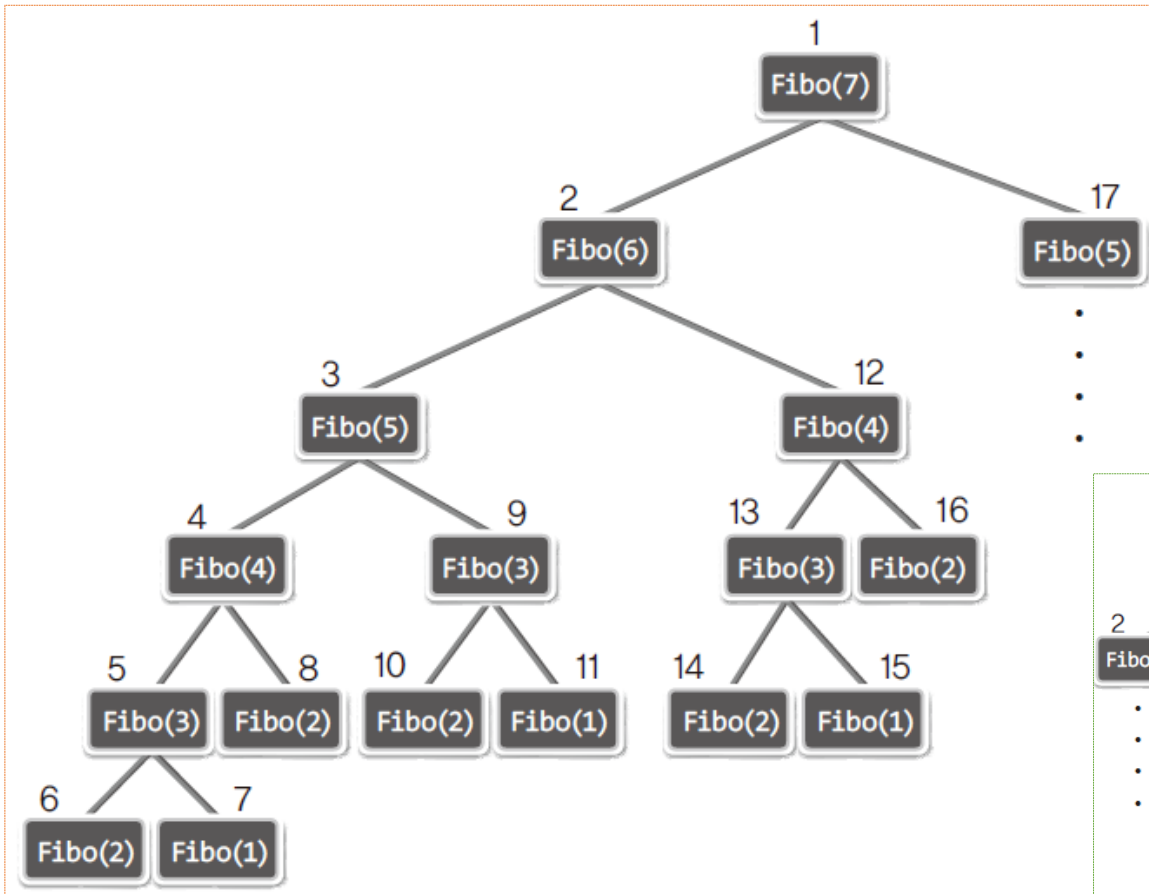 1
Fibo(7)
2 17
Fibo(6) Fibo(5)
3 12
Fibo(5) Fibo(4)
4 9 13 16
Fibo(4) Fibo(3) Fibo(3) Fibo(2)
5 8 10 11 14 15
Fibo(3) Fibo(2) Fibo(2) Fibo(1) Fibo(2) Fibo(1)
6 7
Fibo(2) Fibo(1)
2
Fibo